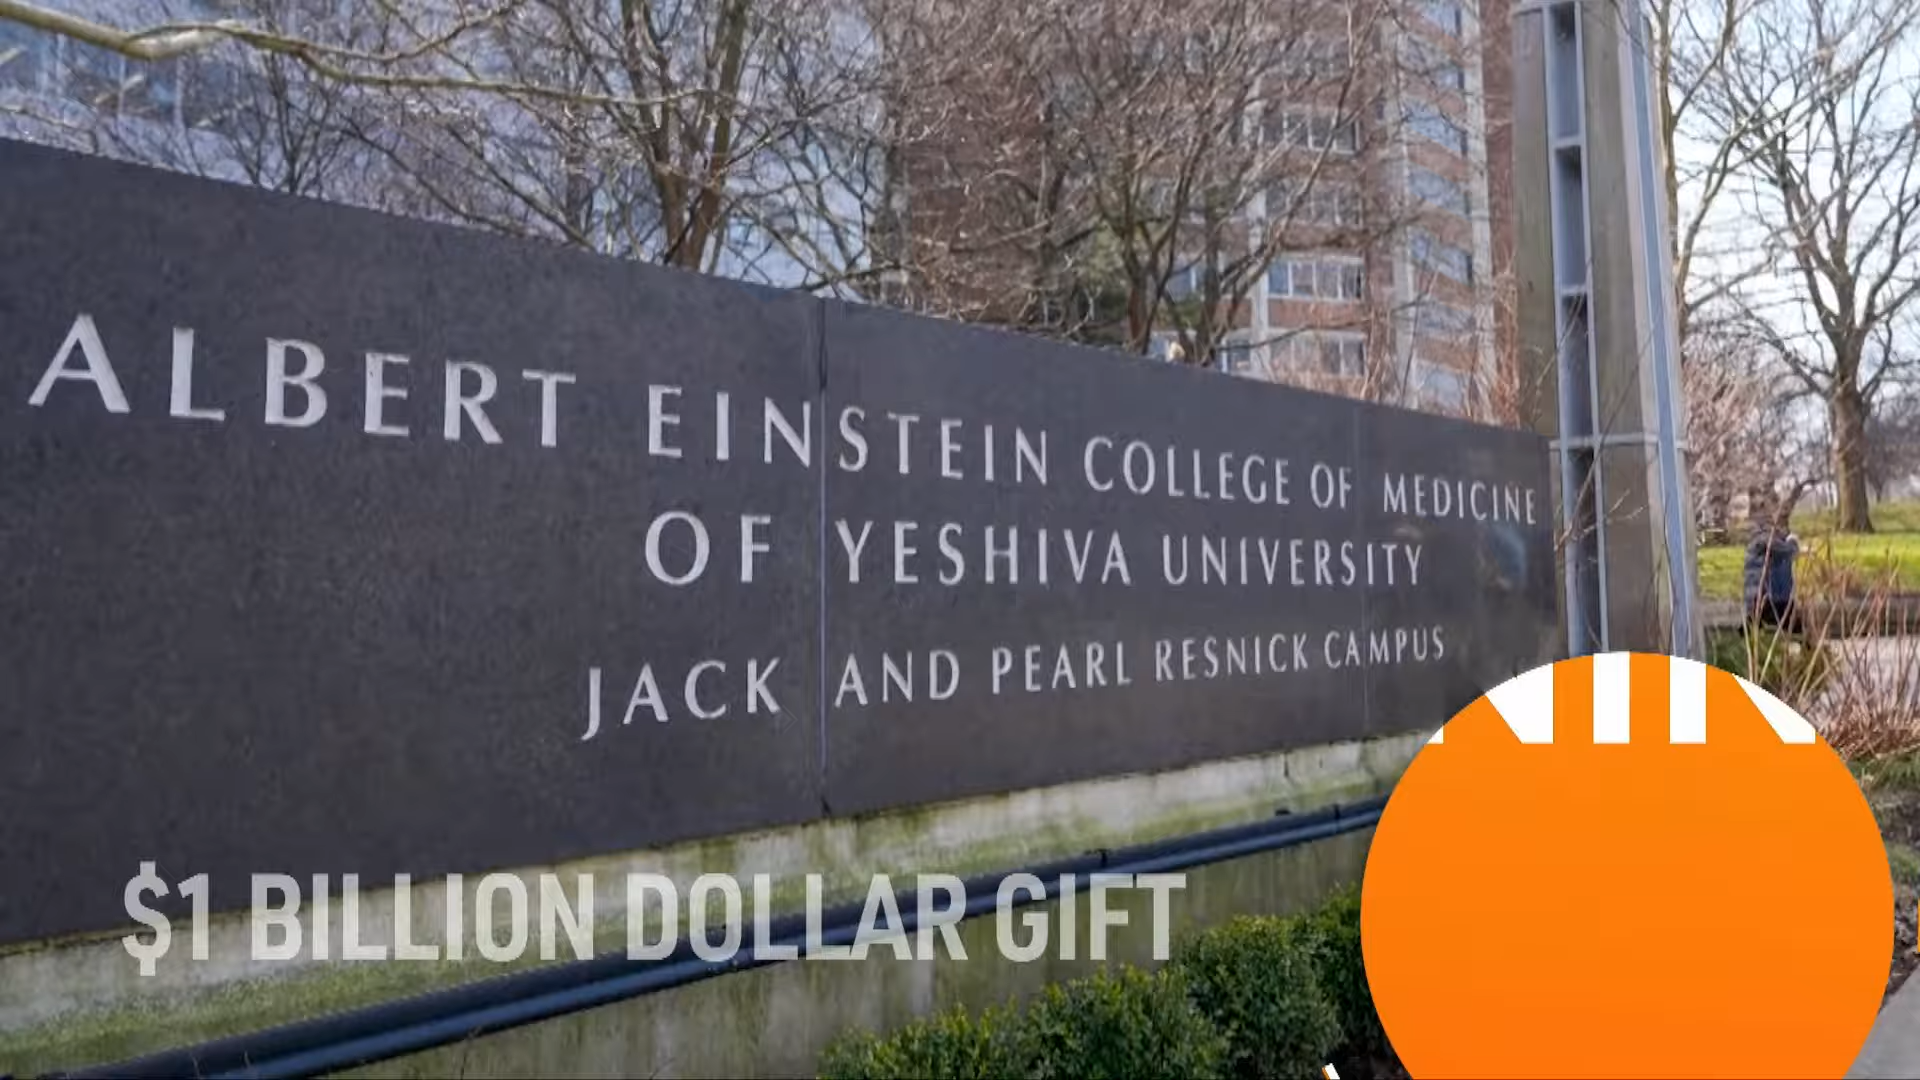 ALBERT EINSTEIN COLLEGE OF MEDICINE
OF YESHIVA UNIVERSITY
JACK AND PEARL RESNICK CAMPUS
$1 BILLION DOLLAR GIFT